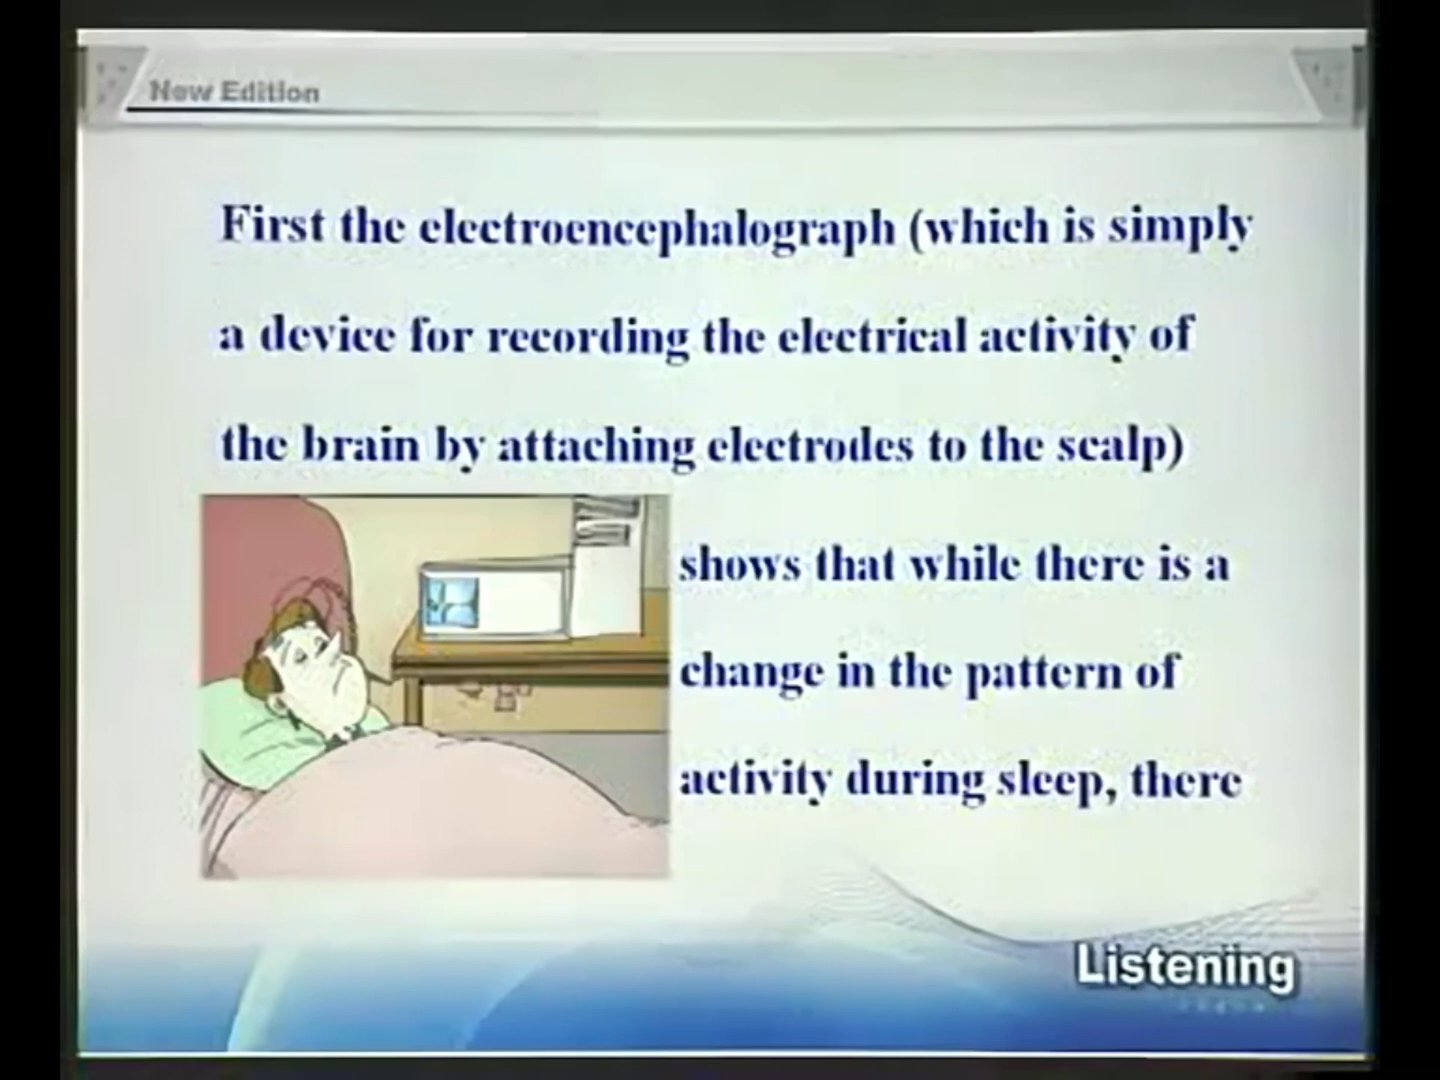 New Edition
First the electroencephalograph (which is simply
a device for recording the electrical activity of
the brain by attaching electrodes to the scalp)
shows that while there is a
change in the pattern of
activity during sleep, there
Listening